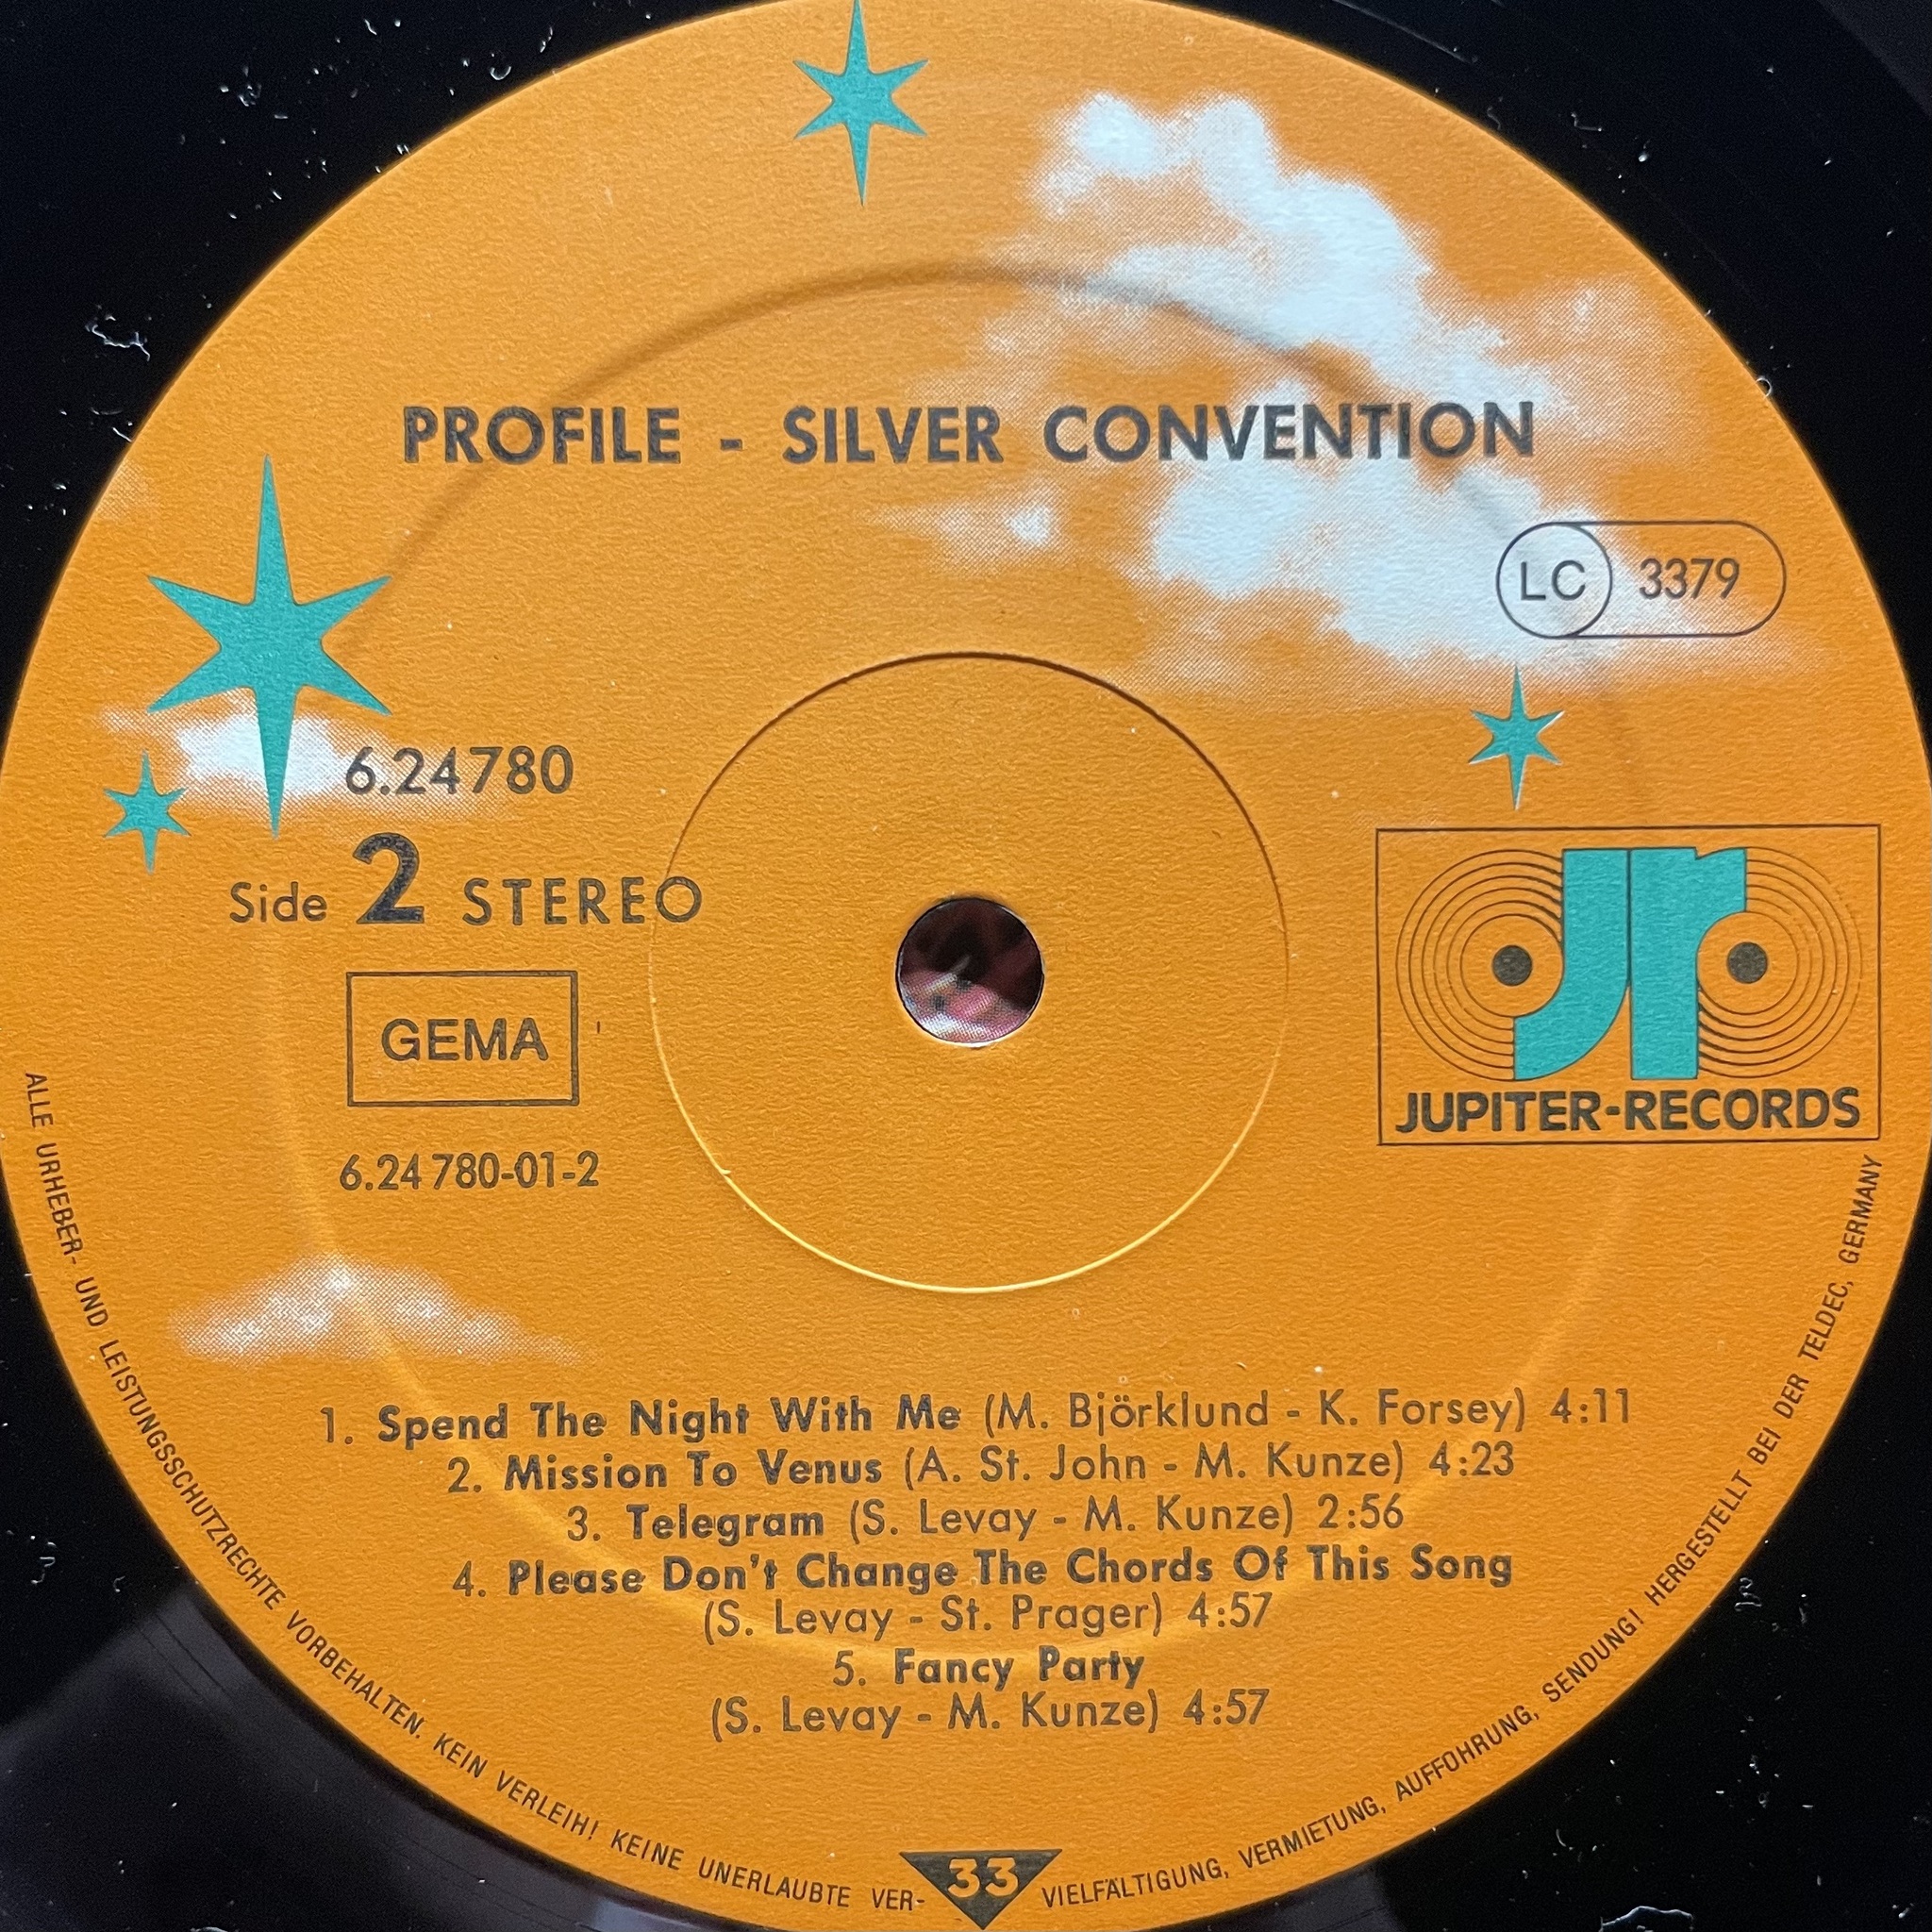 PROFILE - SILVER CONVENTION
LC 3379
6.24780
Side 2 STEREO
GEMA
6.24 780-01-2
jr
JUPITER-RECORDS
1. Spend The Night With Me (M. Björklund - K. Forsey) 4:11
2. Mission To Venus (A. St. John - M. Kunze) 4:23
3. Telegram (S. Levay - M. Kunze) 2:56
4. Please Don't Change The Chords Of This Song
(S. Levay - St. Prager) 4:57
5. Fancy Party
(S. Levay - M. Kunze) 4:57
ALLE URHEBER- UND LEISTUNGSSCHUTZRECHTE VORBEHALTEN. KEIN VERLEIH! KEINE UNERLAUBTE VER- 33 VIELFÄLTIGUNG, VERMIETUNG, AUFFOHRUNG, SENDUNG! HERGESTELLT BEI DER TELDEC, GERMANY